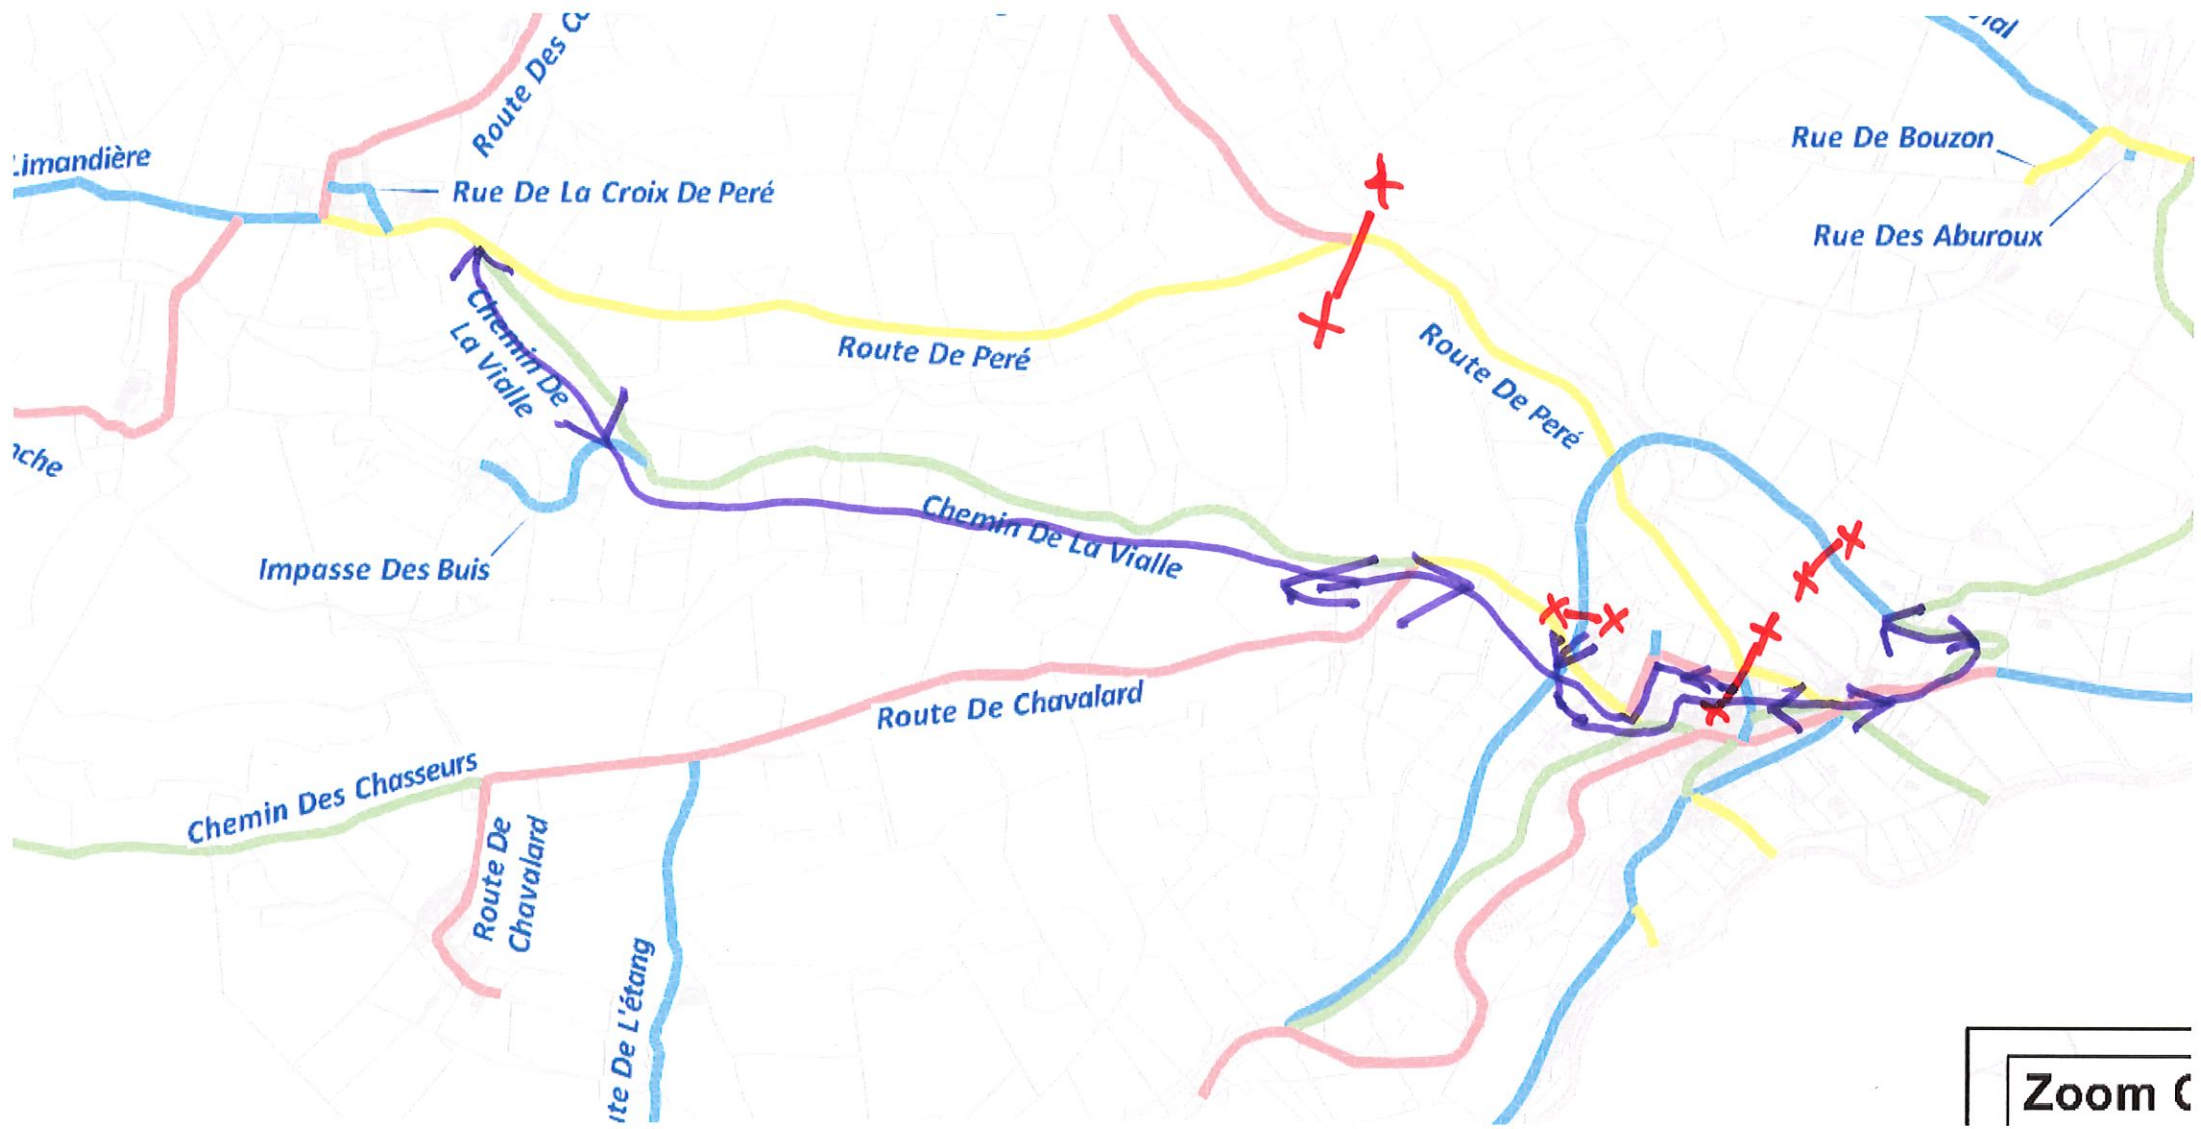 Route Des
Limandière
Rue De La Croix De Peré
Rue De Bouzon
Rue Des Aburoux
Chemin De
La Vialle
Route De Peré
Route De Peré
Chemin De La Vialle
Impasse Des Buis
Route De Chavalard
Chemin Des Chasseurs
Route De
Chavalard
De L'étang
Zoom